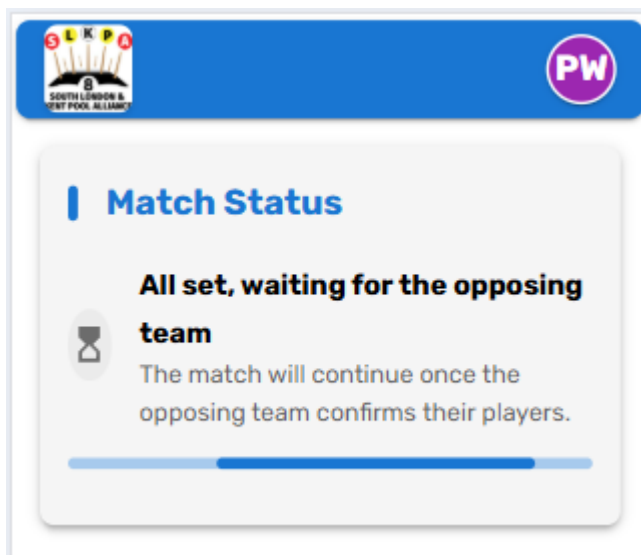 S L K P A
8
SOUTH LONDON &
ENT POOL ALLIANCE
PW
Match Status
All set, waiting for the opposing
team
The match will continue once the
opposing team confirms their players.